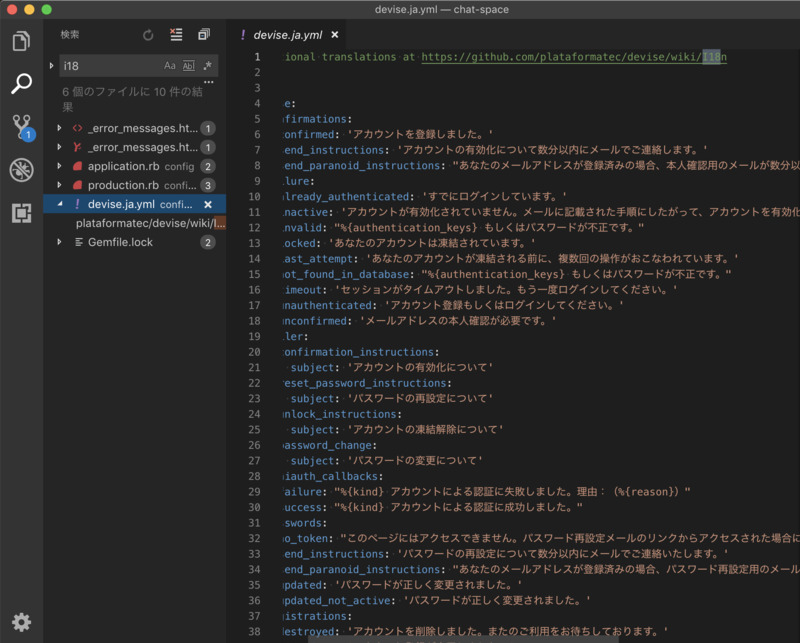 devise.ja.yml — chat-space
検索
i18
Aa Abl .*
...
6 個のファイルに 10 件の結
果
_error_messages.ht... 1
_error_messages.ht... 1
application.rb config 2
production.rb confi... 3
! devise.ja.yml confi... ×
plataformatec/devise/wiki/I...
Gemfile.lock 2
1
! devise.ja.yml ×
1 ional translations at https://github.com/plataformatec/devise/wiki/I18n
2
3
4 se:
5 nfirmations:
6 confirmed: 'アカウントを登録しました。'
7 send_instructions: 'アカウントの有効化について数分以内にメールでご連絡します。'
8 send_paranoid_instructions: "あなたのメールアドレスが登録済みの場合、本人確認用のメールが数分以
9 ilure:
10 already_authenticated: 'すでにログインしています。'
11 inactive: 'アカウントが有効化されていません。メールに記載された手順にしたがって、アカウントを有効化
12 invalid: "%{authentication_keys} もしくはパスワードが不正です。"
13 locked: 'あなたのアカウントは凍結されています。'
14 last_attempt: 'あなたのアカウントが凍結される前に、複数回の操作がおこなわれています。'
15 not_found_in_database: "%{authentication_keys} もしくはパスワードが不正です。"
16 timeout: 'セッションがタイムアウトしました。もう一度ログインしてください。'
17 unauthenticated: 'アカウント登録もしくはログインしてください。'
18 unconfirmed: 'メールアドレスの本人確認が必要です。'
19 iler:
20 confirmation_instructions:
21 subject: 'アカウントの有効化について'
22 reset_password_instructions:
23 subject: 'パスワードの再設定について'
24 unlock_instructions:
25 subject: 'アカウントの凍結解除について'
26 password_change:
27 subject: 'パスワードの変更について'
28 niauth_callbacks:
29 failure: "%{kind} アカウントによる認証に失敗しました。理由：（%{reason}）"
30 success: "%{kind} アカウントによる認証に成功しました。"
31 sswords:
32 no_token: "このページにはアクセスできません。パスワード再設定メールのリンクからアクセスされた場合に
33 send_instructions: 'パスワードの再設定について数分以内にメールでご連絡いたします。'
34 send_paranoid_instructions: "あなたのメールアドレスが登録済みの場合、パスワード再設定用のメール
35 updated: 'パスワードが正しく変更されました。'
36 updated_not_active: 'パスワードが正しく変更されました。'
37 gistrations:
38 destroyed: 'アカウントを削除しました。またのご利用をお待ちしております。'